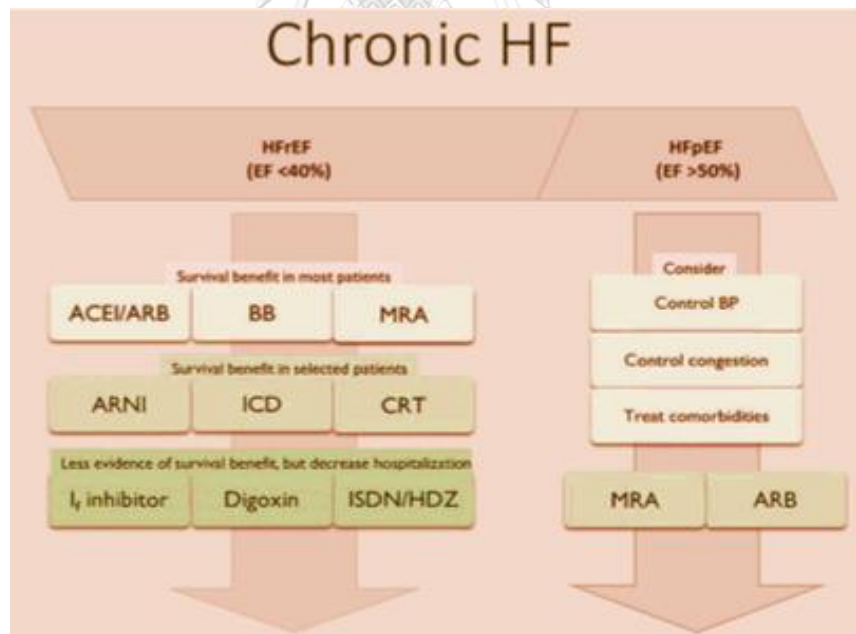 Chronic HF
HFrEF
(EF <40%)
HFpEF
(EF >50%)
Survival benefit in most patients
ACEI/ARB
BB
MRA
Survival benefit in selected patients
ARNI
ICD
CRT
Less evidence of survival benefit, but decrease hospitalization
If inhibitor
Digoxin
ISDN/HDZ
Consider
Control BP
Control congestion
Treat comorbidities
MRA
ARB